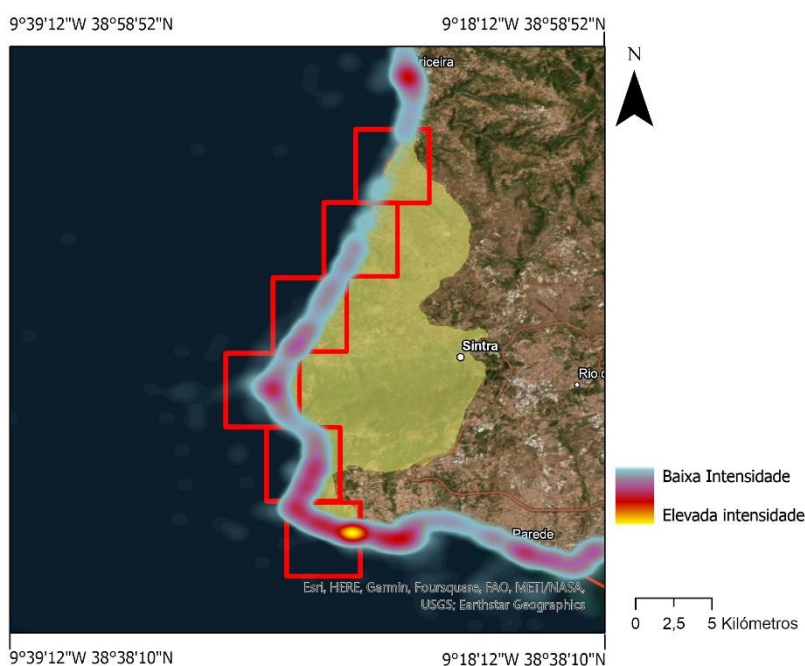 9°39'12"W 38°58'52"N
9°18'12"W 38°58'52"N
N
riceira
Sintra
Rio
Baixa Intensidade
Elevada intensidade
Parede
Esri, HERE, Garmin, Foursquare, FAO, METI/NASA,
USGS; Earthstar Geographics
0 2,5 5 Kilómetros
9°39'12"W 38°38'10"N
9°18'12"W 38°38'10"N